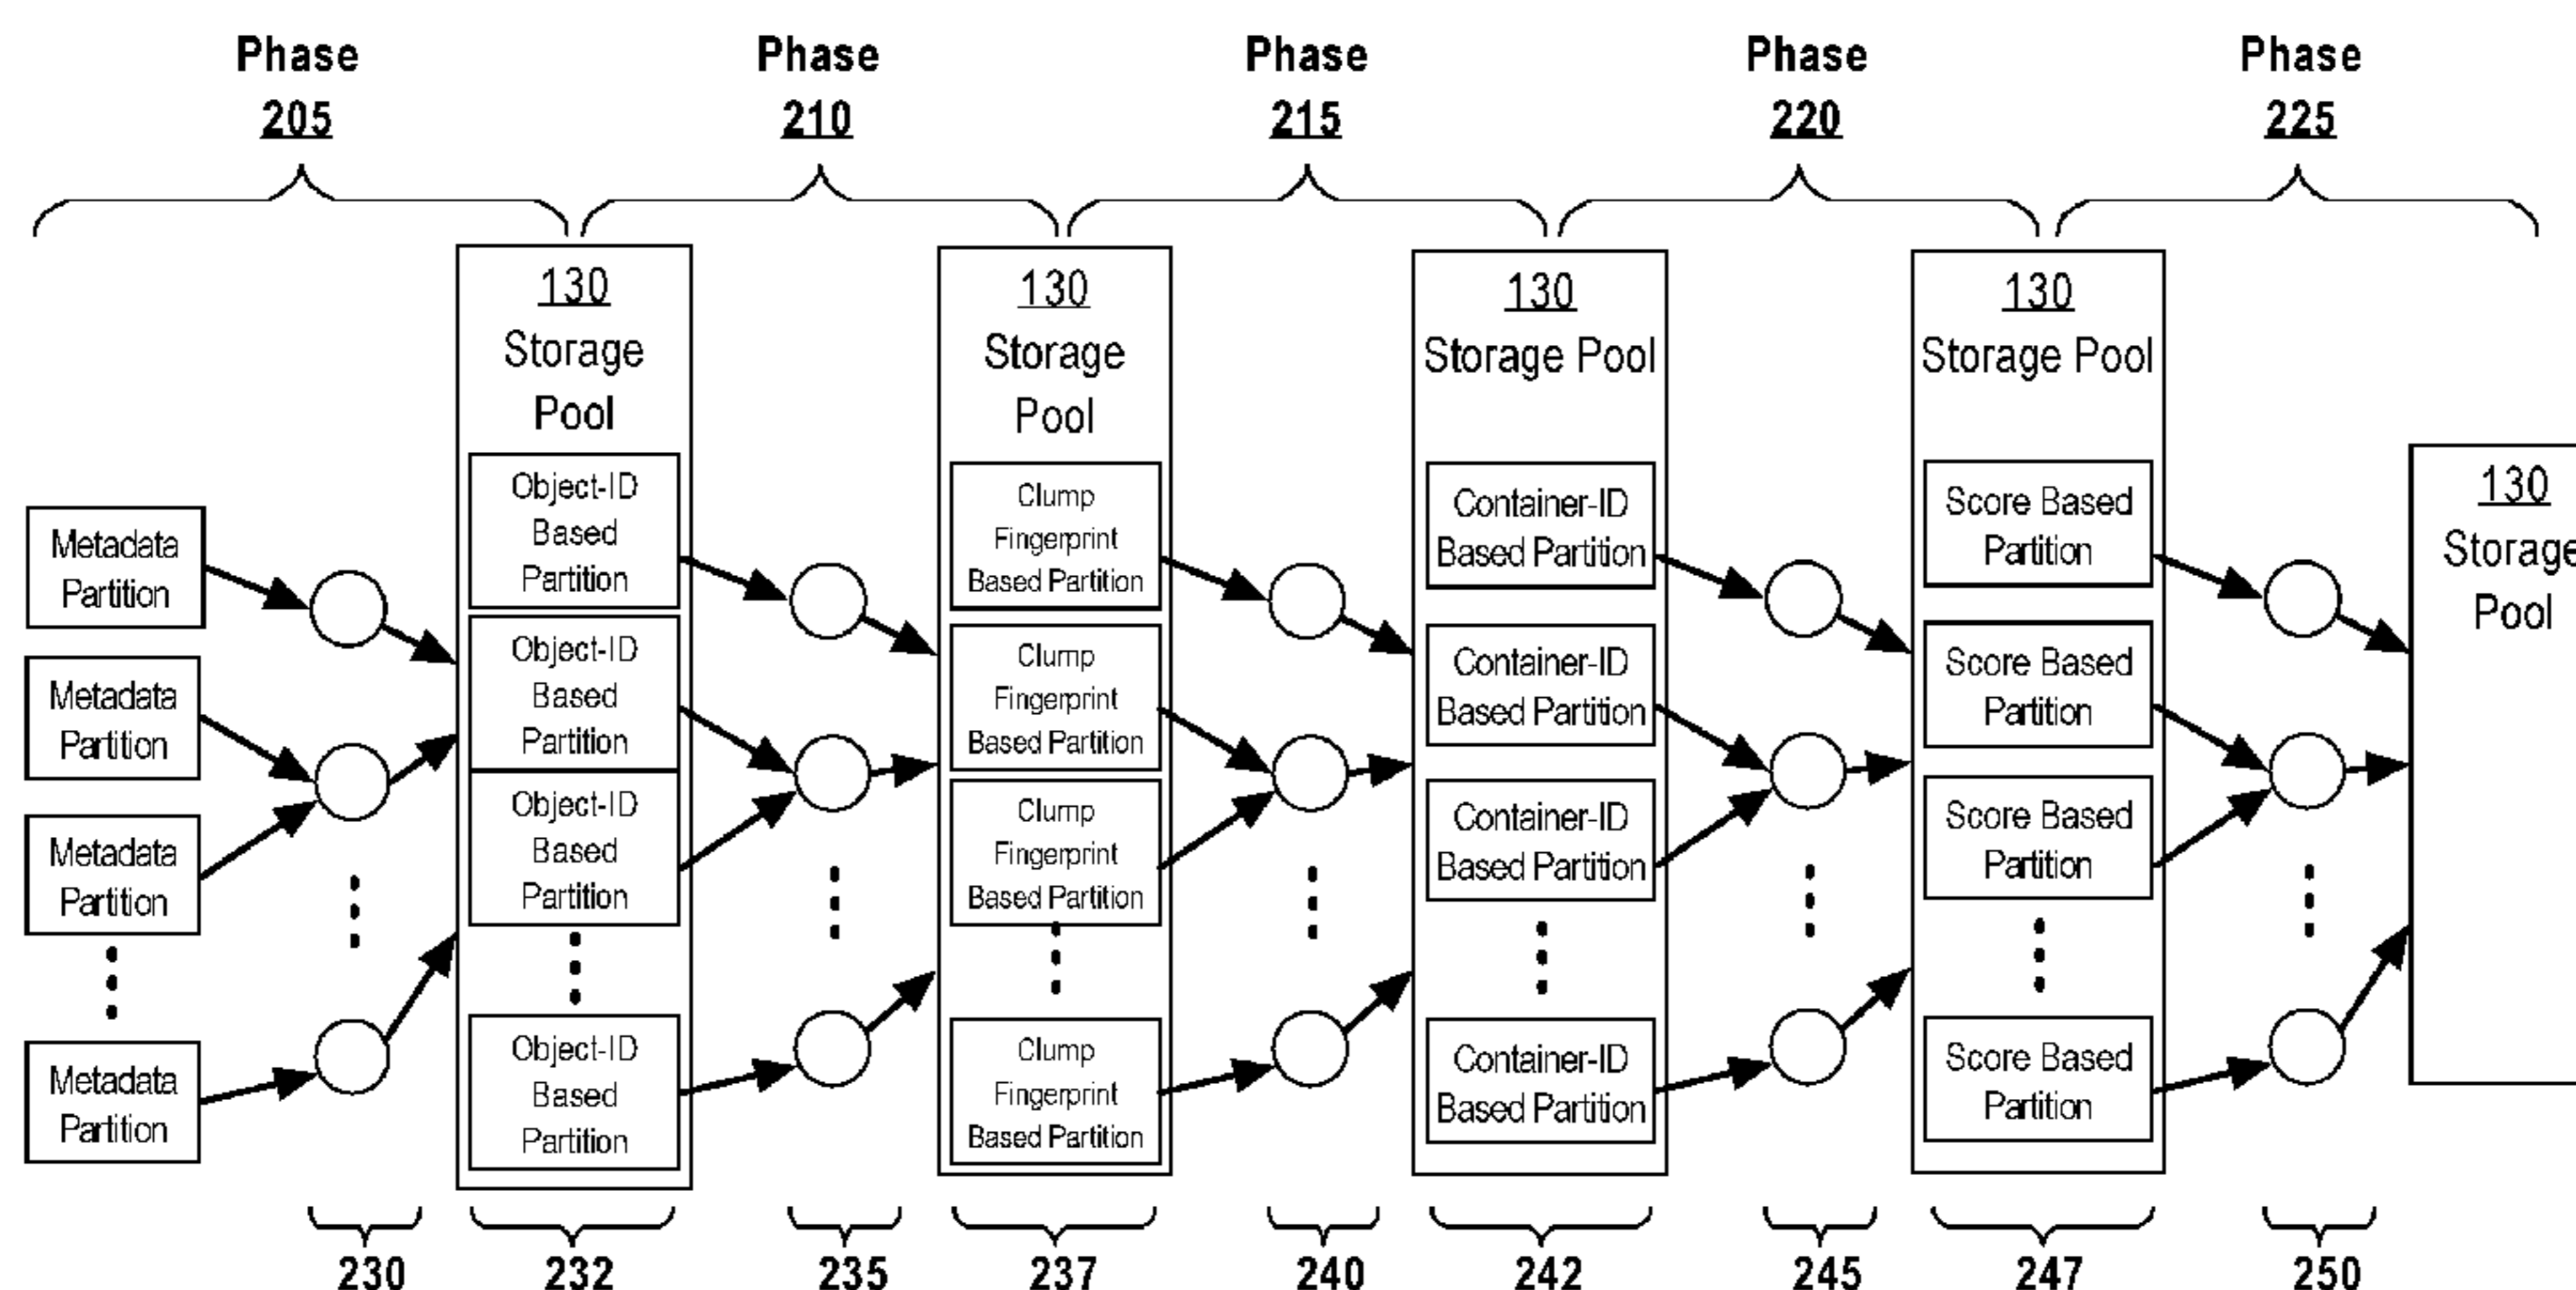 Phase
205
Phase
210
Phase
215
Phase
220
Phase
225
Metadata
Partition
Metadata
Partition
Metadata
Partition
Metadata
Partition
130
Storage
Pool
Object-ID
Based
Partition
Object-ID
Based
Partition
Object-ID
Based
Partition
Object-ID
Based
Partition
130
Storage
Pool
Clump
Fingerprint
Based Partition
Clump
Fingerprint
Based Partition
Clump
Fingerprint
Based Partition
Clump
Fingerprint
Based Partition
130
Storage Pool
Container-ID
Based Partition
Container-ID
Based Partition
Container-ID
Based Partition
Container-ID
Based Partition
130
Storage Pool
Score Based
Partition
Score Based
Partition
Score Based
Partition
Score Based
Partition
130
Storage
Pool
230
232
235
237
240
242
245
247
250